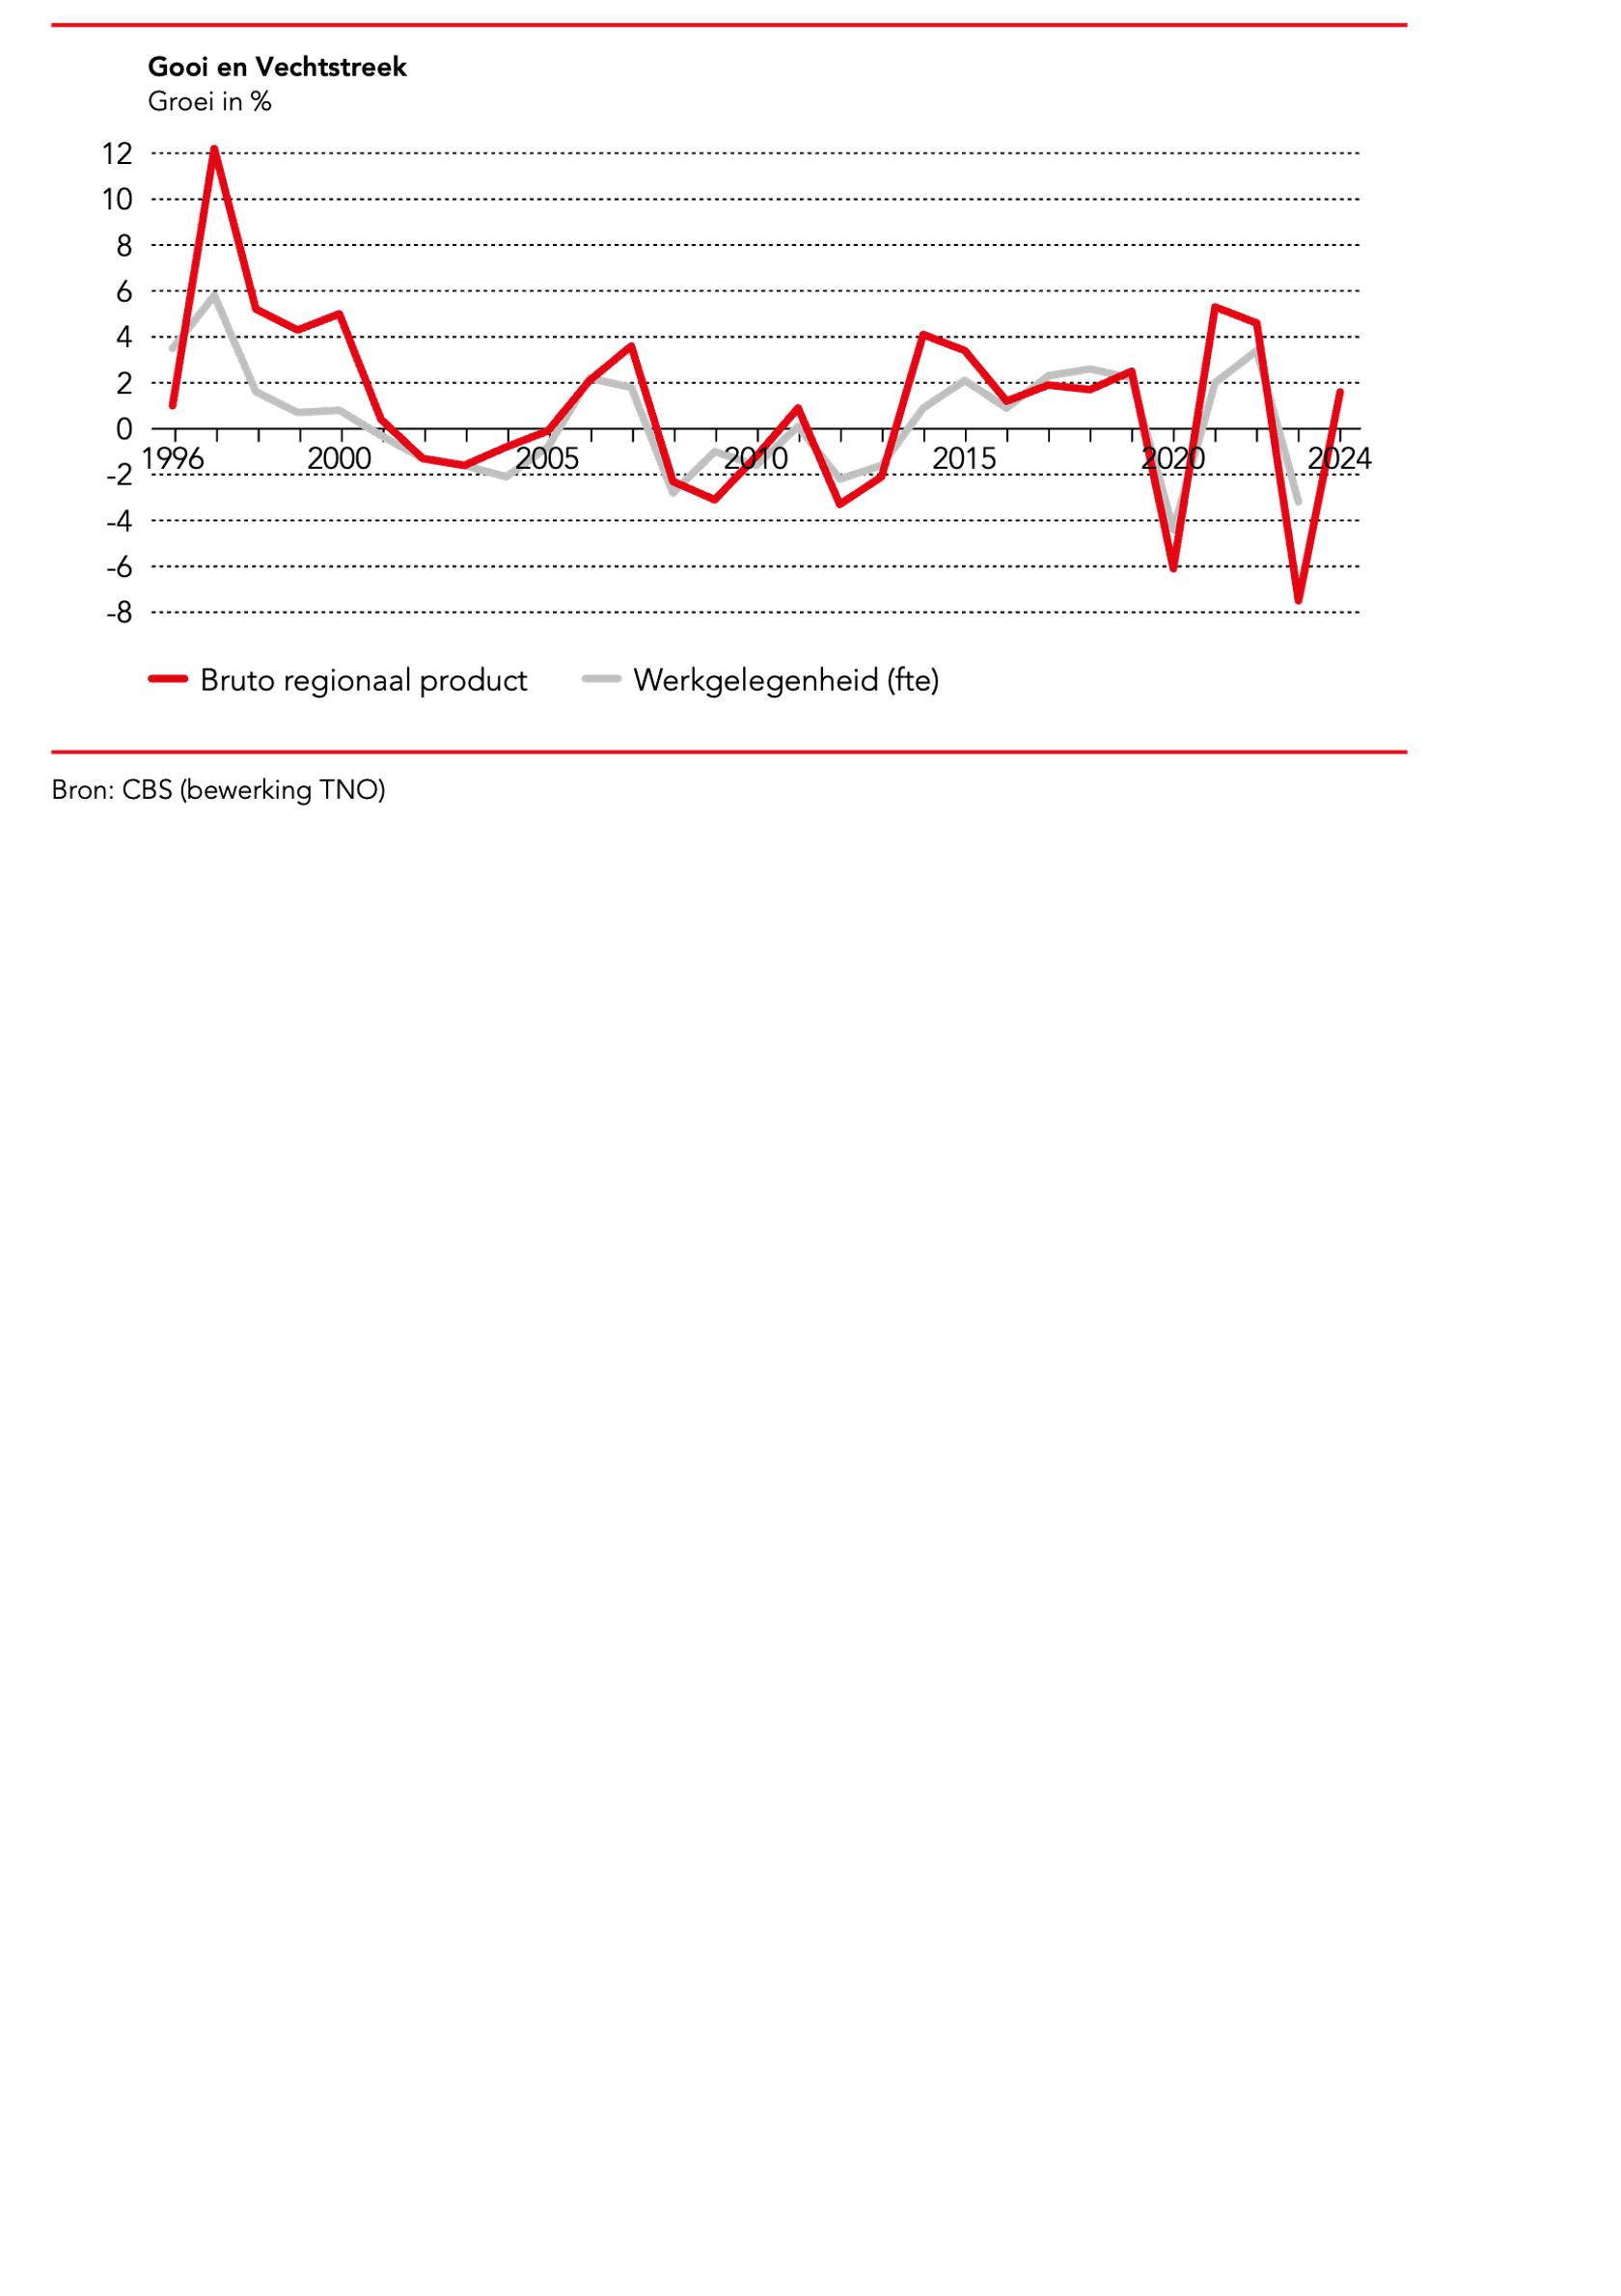 Gooi en Vechtstreek
Groei in %
12
10
8
6
4
2
0
1996 2000 2005 2010 2015 2020 2024
-2
-4
-6
-8
Bruto regionaal product Werkgelegenheid (fte)
Bron: CBS (bewerking TNO)